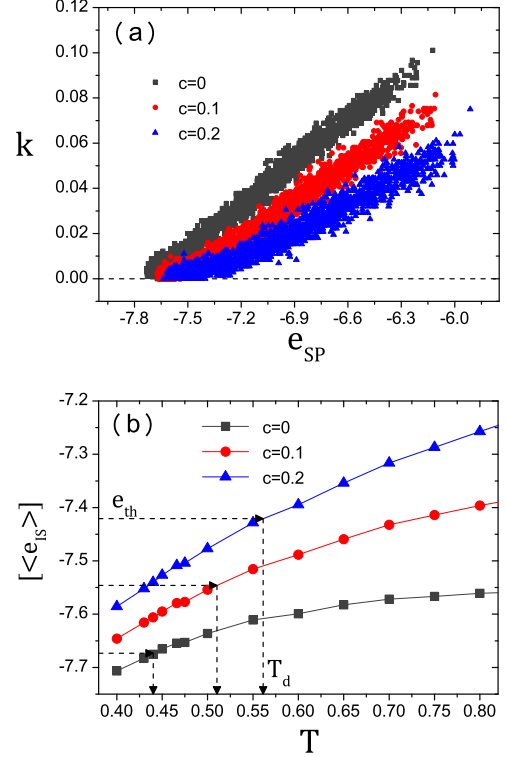 (a)
c=0
c=0.1
c=0.2
k
0.12
0.10
0.08
0.06
0.04
0.02
0.00
-7.8 -7.5 -7.2 -6.9 -6.6 -6.3 -6.0
e_SP
(b)
c=0
c=0.1
c=0.2
e_th
T_d
[<e_IS>]
-7.2
-7.3
-7.4
-7.5
-7.6
-7.7
0.40 0.45 0.50 0.55 0.60 0.65 0.70 0.75 0.80
T